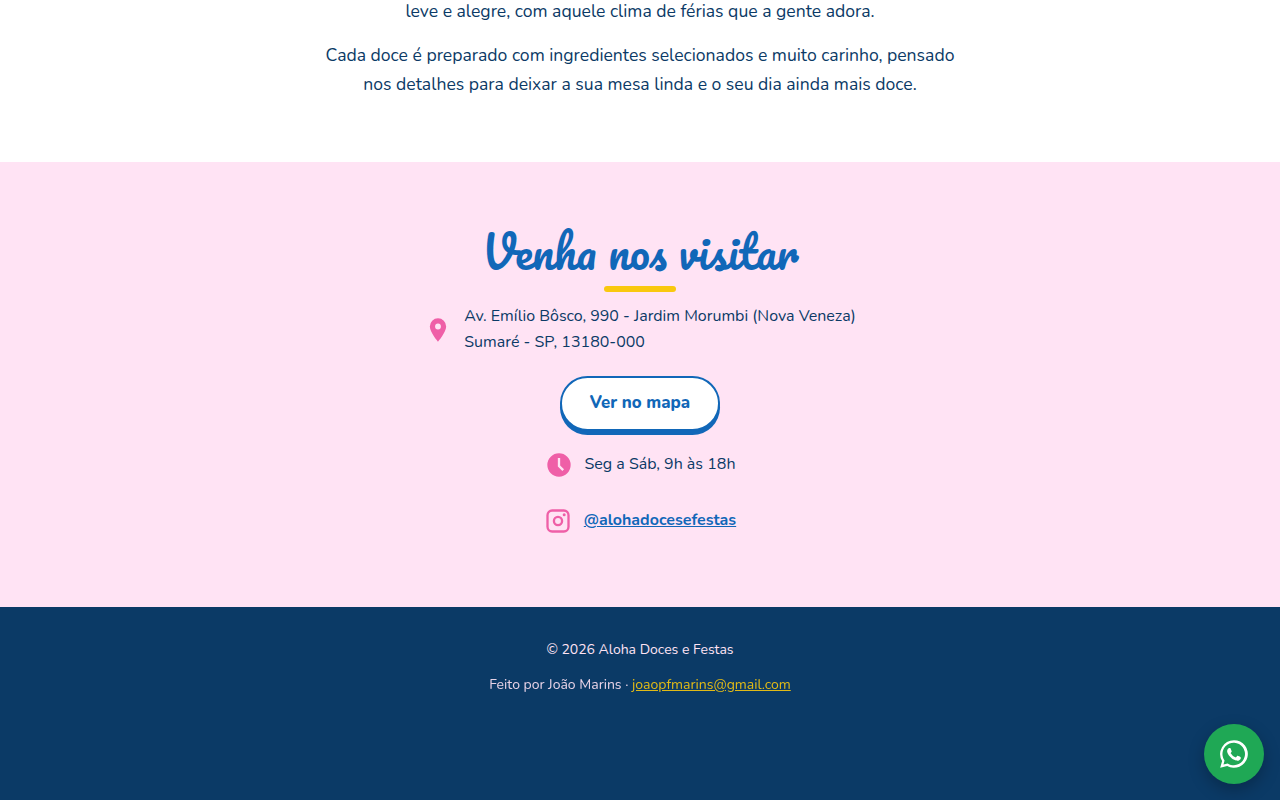 leve e alegre, com aquele clima de férias que a gente adora.
Cada doce é preparado com ingredientes selecionados e muito carinho, pensado
nos detalhes para deixar a sua mesa linda e o seu dia ainda mais doce.
Venha nos visitar
Av. Emílio Bôsco, 990 - Jardim Morumbi (Nova Veneza)
Sumaré - SP, 13180-000
Ver no mapa
Seg a Sáb, 9h às 18h
@alohadocesefestas
© 2026 Aloha Doces e Festas
Feito por João Marins · joaopfmarins@gmail.com